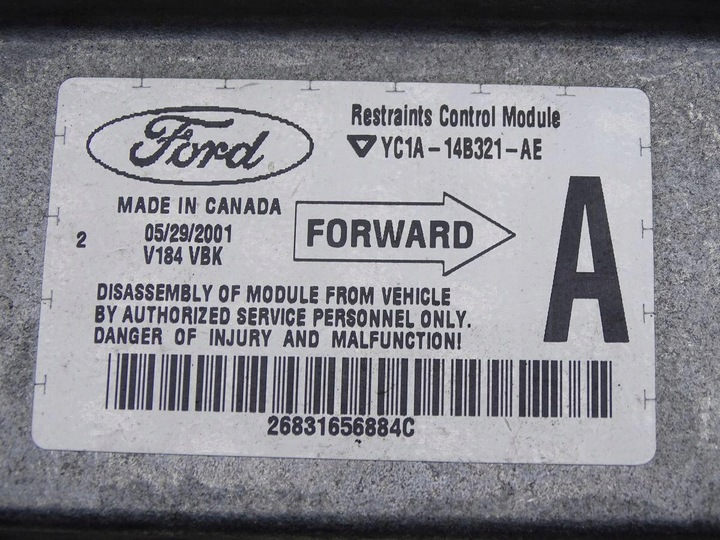 Ford
Restraints Control Module
YC1A-14B321-AE
MADE IN CANADA
2
05/29/2001
V184 VBK
FORWARD
A
DISASSEMBLY OF MODULE FROM VEHICLE
BY AUTHORIZED SERVICE PERSONNEL ONLY.
DANGER OF INJURY AND MALFUNCTION!
26831656884C